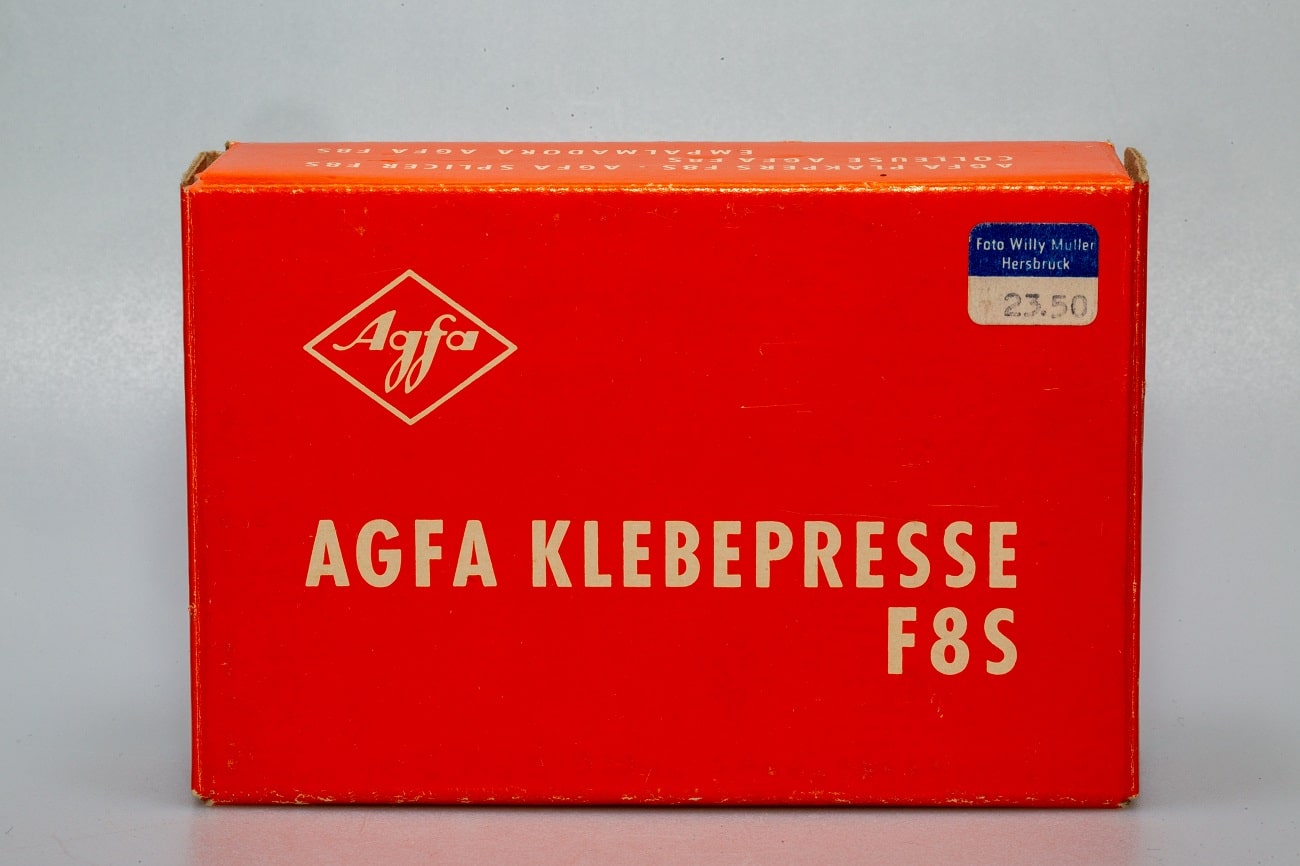 AGFA PLAKPERS F8S - AGFA SPLICER F8S
COLLEUSE AGFA F8S
EMPALMADORA AGFA F8S
Foto Willy Müller
Hersbruck
23.50
Agfa
AGFA KLEBEPRESSE
F8S